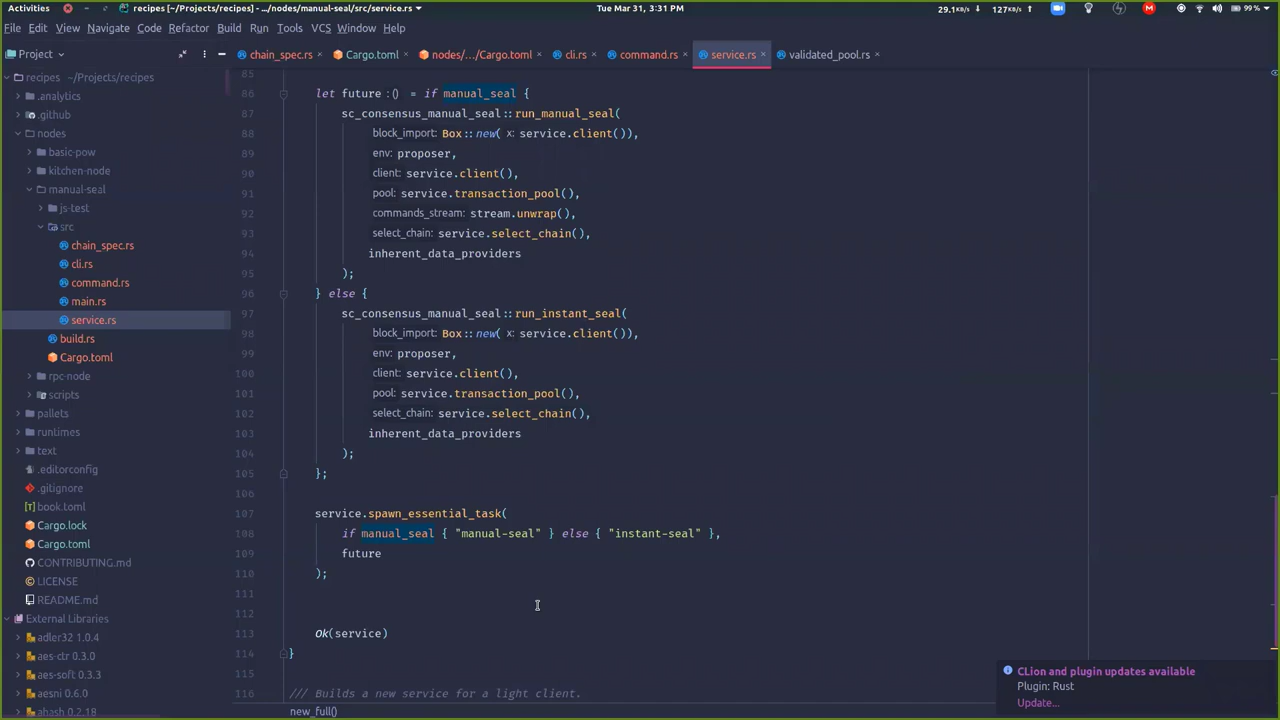 Activities
recipes [~/Projects/recipes] - .../nodes/manual-seal/src/service.rs
Tue Mar 31, 3:31 PM
29.1 KB/s ↓ 127 KB/s ↑
99 %
File Edit View Navigate Code Refactor Build Run Tools VCS Window Help
Project
chain_spec.rs
Cargo.toml
nodes/.../Cargo.toml
cli.rs
command.rs
service.rs
validated_pool.rs
recipes ~/Projects/recipes
.analytics
.github
nodes
basic-pow
kitchen-node
manual-seal
js-test
src
chain_spec.rs
cli.rs
command.rs
main.rs
service.rs
build.rs
Cargo.toml
rpc-node
scripts
pallets
runtimes
text
.editorconfig
.gitignore
book.toml
Cargo.lock
Cargo.toml
CONTRIBUTING.md
LICENSE
README.md
External Libraries
adler32 1.0.4
aes-ctr 0.3.0
aes-soft 0.3.3
aesni 0.6.0
ahash 0.2.18
85
86 let future : () = if manual_seal {
87 sc_consensus_manual_seal::run_manual_seal(
88 block_import: Box::new( x: service.client()),
89 env: proposer,
90 client: service.client(),
91 pool: service.transaction_pool(),
92 commands_stream: stream.unwrap(),
93 select_chain: service.select_chain(),
94 inherent_data_providers
95 );
96 } else {
97 sc_consensus_manual_seal::run_instant_seal(
98 block_import: Box::new( x: service.client()),
99 env: proposer,
100 client: service.client(),
101 pool: service.transaction_pool(),
102 select_chain: service.select_chain(),
103 inherent_data_providers
104 );
105 };
106
107 service.spawn_essential_task(
108 if manual_seal { "manual-seal" } else { "instant-seal" },
109 future
110 );
111
112
113 Ok(service)
114 }
115
116 /// Builds a new service for a light client.
new_full()
CLion and plugin updates available
Plugin: Rust
Update...